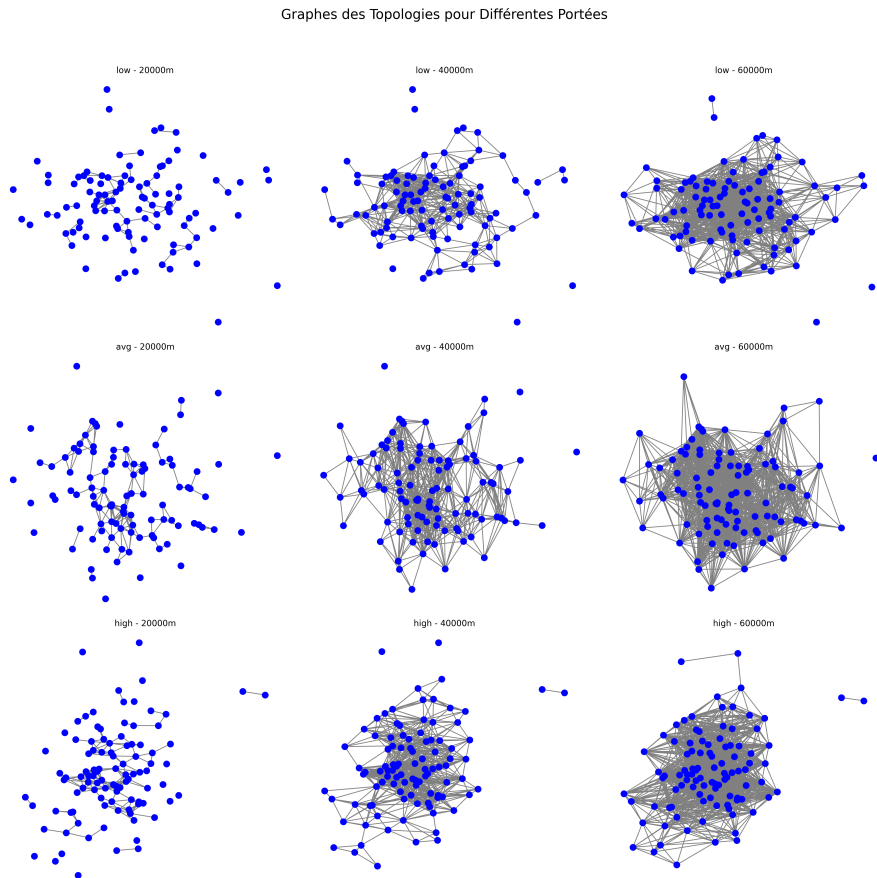 Graphes des Topologies pour Différentes Portées
low - 20000m
low - 40000m
low - 60000m
avg - 20000m
avg - 40000m
avg - 60000m
high - 20000m
high - 40000m
high - 60000m